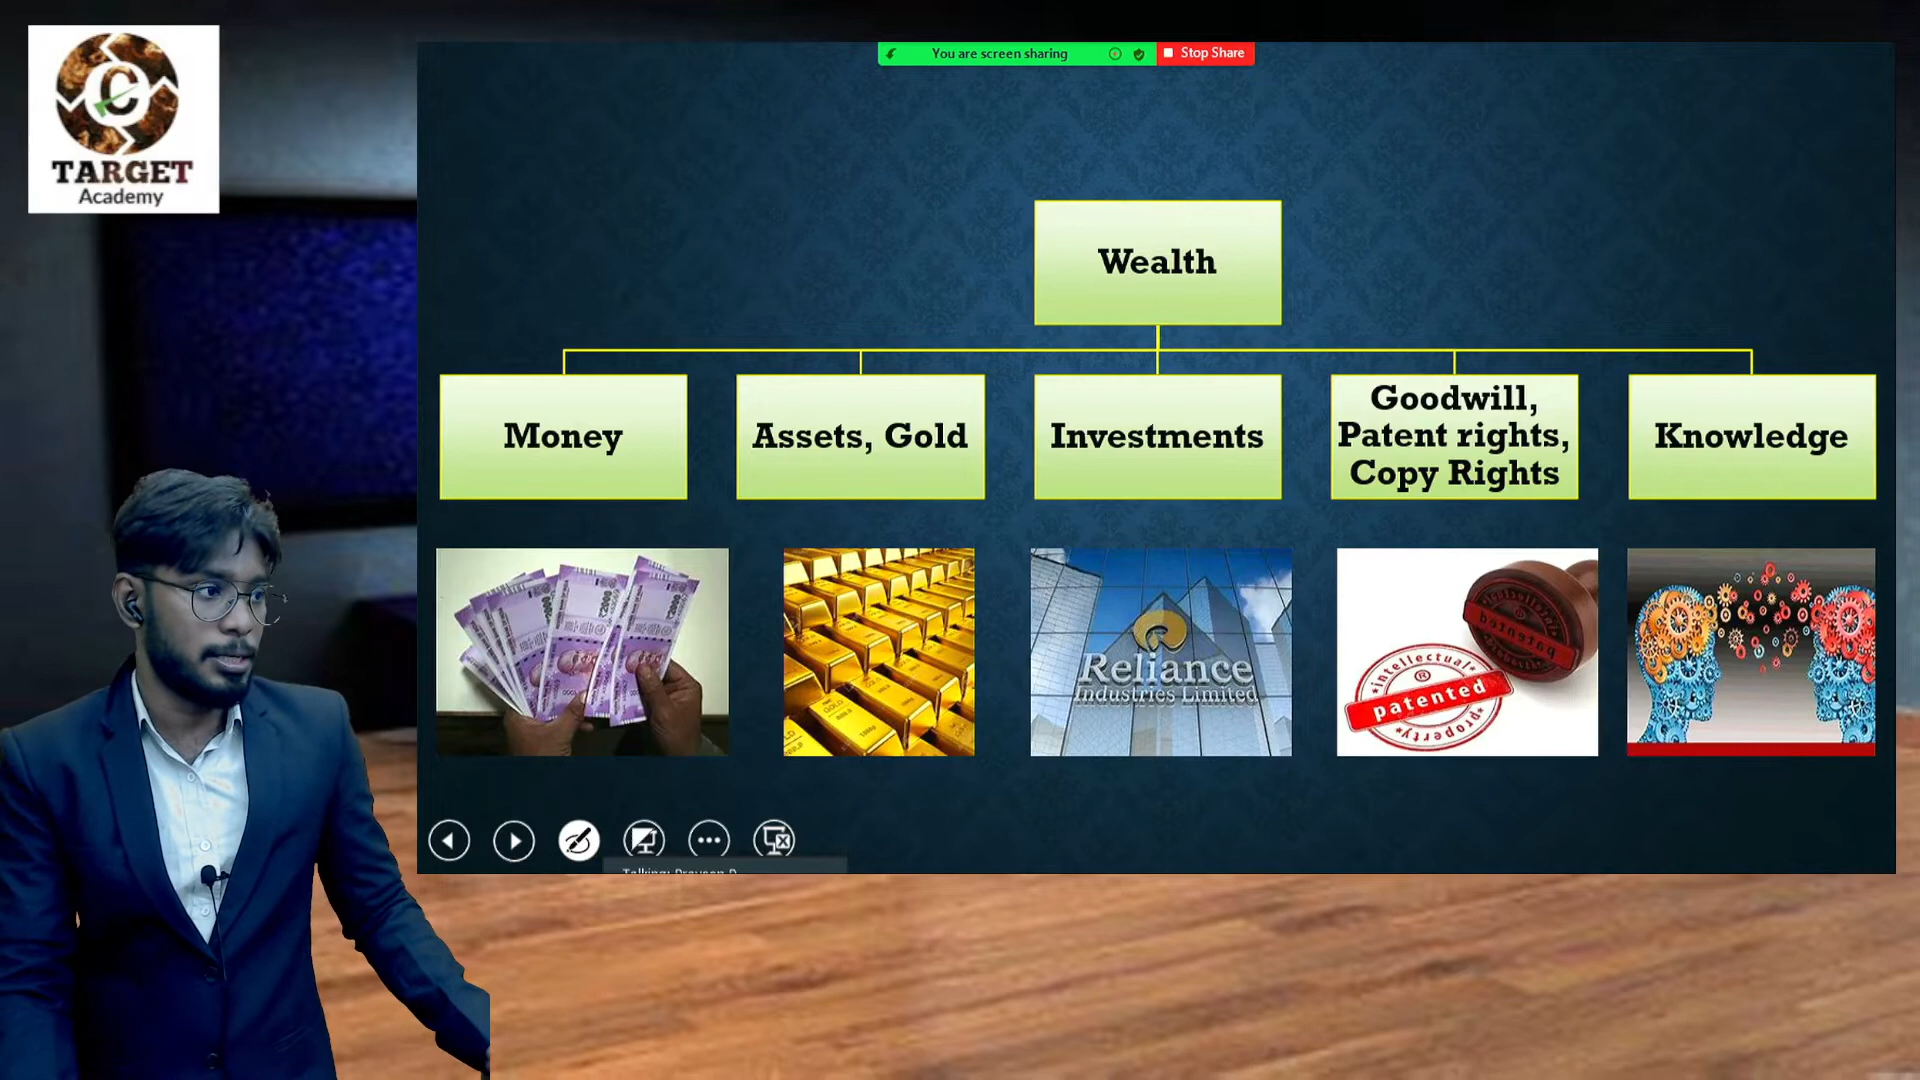 C
TARGET
Academy
You are screen sharing
Stop Share
Wealth
Money
Assets, Gold
Investments
Goodwill,
Patent rights,
Copy Rights
Knowledge
Reliance
Industries Limited
intellectual
patented
property
patented